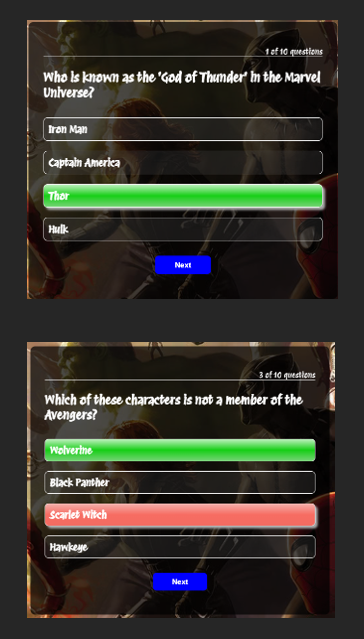 1 of 10 questions
Who is known as the 'God of Thunder' in the Marvel
Universe?
Iron Man
Captain America
Thor
Hulk
Next
3 of 10 questions
Which of these characters is not a member of the
Avengers?
Wolverine
Black Panther
Scarlet Witch
Hawkeye
Next